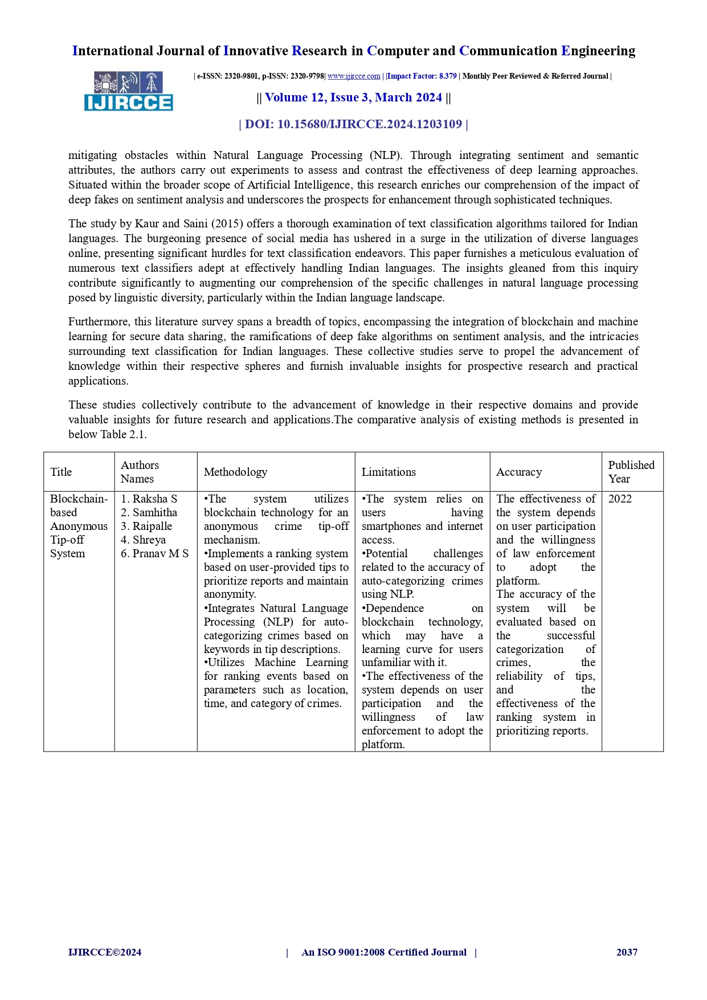 International Journal of Innovative Research in Computer and Communication Engineering
| e-ISSN: 2320-9801, p-ISSN: 2320-9798| www.ijircce.com | |Impact Factor: 8.379 | Monthly Peer Reviewed & Referred Journal |
IJIRCCE
|| Volume 12, Issue 3, March 2024 ||
| DOI: 10.15680/IJIRCCE.2024.1203109 |
mitigating obstacles within Natural Language Processing (NLP). Through integrating sentiment and semantic
attributes, the authors carry out experiments to assess and contrast the effectiveness of deep learning approaches.
Situated within the broader scope of Artificial Intelligence, this research enriches our comprehension of the impact of
deep fakes on sentiment analysis and underscores the prospects for enhancement through sophisticated techniques.
The study by Kaur and Saini (2015) offers a thorough examination of text classification algorithms tailored for Indian
languages. The burgeoning presence of social media has ushered in a surge in the utilization of diverse languages
online, presenting significant hurdles for text classification endeavors. This paper furnishes a meticulous evaluation of
numerous text classifiers adept at effectively handling Indian languages. The insights gleaned from this inquiry
contribute significantly to augmenting our comprehension of the specific challenges in natural language processing
posed by linguistic diversity, particularly within the Indian language landscape.
Furthermore, this literature survey spans a breadth of topics, encompassing the integration of blockchain and machine
learning for secure data sharing, the ramifications of deep fake algorithms on sentiment analysis, and the intricacies
surrounding text classification for Indian languages. These collective studies serve to propel the advancement of
knowledge within their respective spheres and furnish invaluable insights for prospective research and practical
applications.
These studies collectively contribute to the advancement of knowledge in their respective domains and provide
valuable insights for future research and applications.The comparative analysis of existing methods is presented in
below Table 2.1.
Title
Authors
Names
Methodology
Limitations
Accuracy
Published
Year
Blockchain-
based
Anonymous
Tip-off
System
1. Raksha S
2. Samhitha
3. Raipalle
4. Shreya
6. Pranav M S
•The system utilizes
blockchain technology for an
anonymous crime tip-off
mechanism.
•Implements a ranking system
based on user-provided tips to
prioritize reports and maintain
anonymity.
•Integrates Natural Language
Processing (NLP) for auto-
categorizing crimes based on
keywords in tip descriptions.
•Utilizes Machine Learning
for ranking events based on
parameters such as location,
time, and category of crimes.
•The system relies on
users having
smartphones and internet
access.
•Potential challenges
related to the accuracy of
auto-categorizing crimes
using NLP.
•Dependence on
blockchain technology,
which may have a
learning curve for users
unfamiliar with it.
•The effectiveness of the
system depends on user
participation and the
willingness of law
enforcement to adopt the
platform.
The effectiveness of
the system depends
on user participation
and the willingness
of law enforcement
to adopt the
platform.
The accuracy of the
system will be
evaluated based on
the successful
categorization of
crimes, the
reliability of tips,
and the
effectiveness of the
ranking system in
prioritizing reports.
2022
IJIRCCE©2024 | An ISO 9001:2008 Certified Journal | 2037